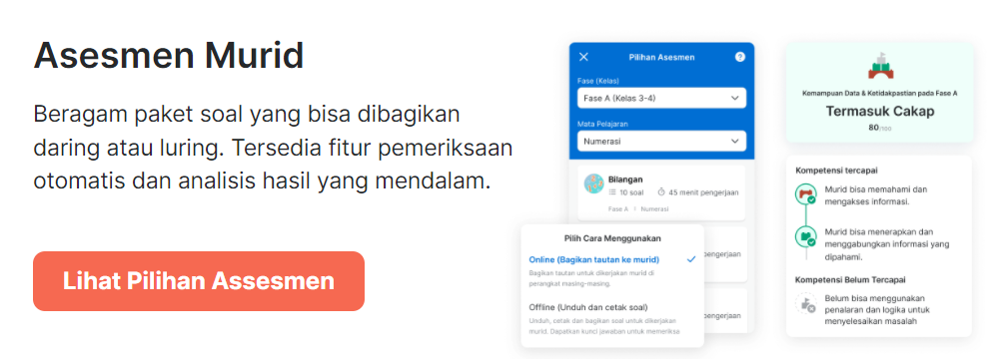 Asesmen Murid
Beragam paket soal yang bisa dibagikan
daring atau luring. Tersedia fitur pemeriksaan
otomatis dan analisis hasil yang mendalam.
Lihat Pilihan Assesmen
Pilihan Asesmen
?
Fase (Kelas)
Fase A (Kelas 3-4)
Mata Pelajaran
Numerasi
Bilangan
10 soal
45 menit pengerjaan
Fase A
Numerasi
pengerjaan
pengerjaan
Pilih Cara Menggunakan
Online (Bagikan tautan ke murid)
Bagikan tautan untuk dikerjakan murid di
perangkat masing-masing.
Offline (Unduh dan cetak soal)
Unduh, cetak dan bagikan soal untuk dikerjakan
murid. Dapatkan kunci jawaban untuk memeriksa
Kemampuan Data & Ketidakpastian pada Fase A
Termasuk Cakap
80/100
Kompetensi tercapai
Murid bisa memahami dan
mengakses informasi.
Murid bisa menerapkan dan
menggabungkan informasi yang
dipahami.
Kompetensi Belum Tercapai
Belum bisa menggunakan
penalaran dan logika untuk
menyelesaikan masalah